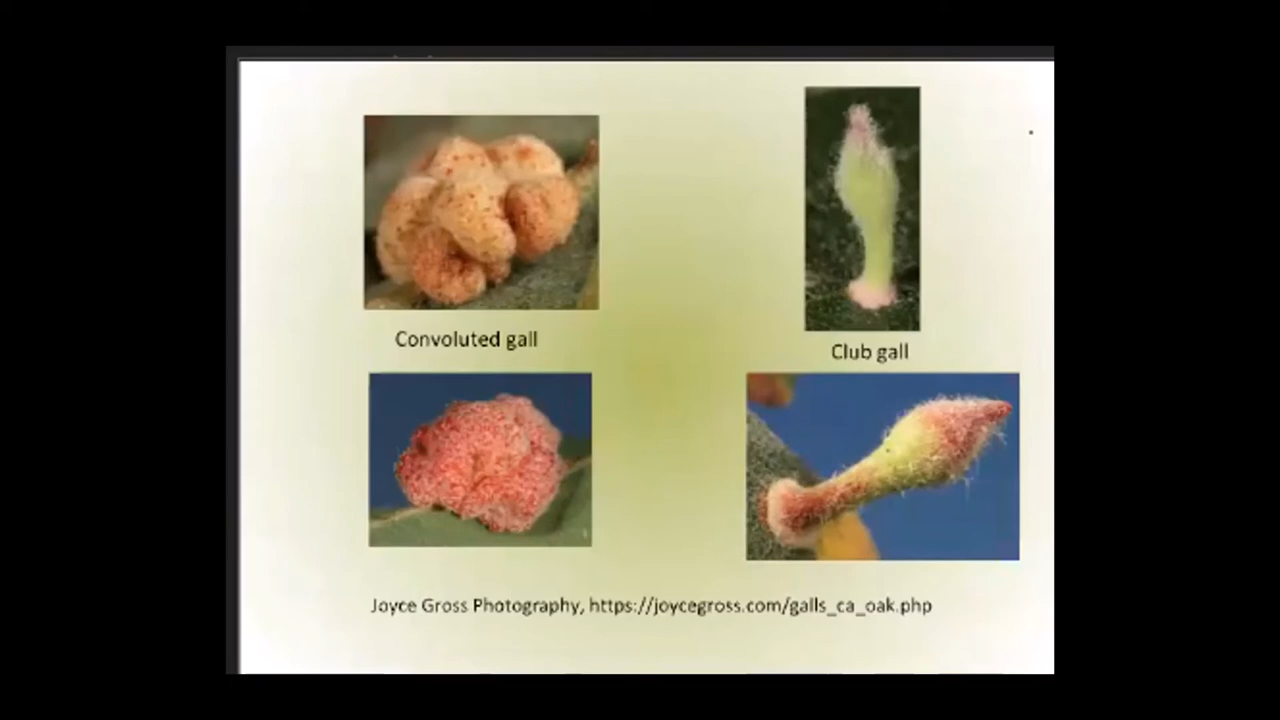 Convoluted gall
Club gall
Joyce Gross Photography, https://joycegross.com/galls_ca_oak.php